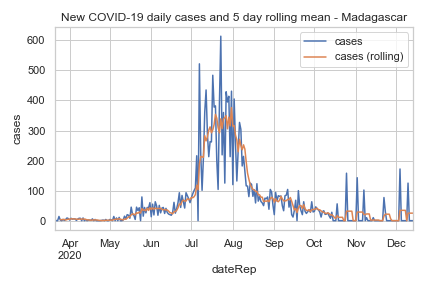 New COVID-19 daily cases and 5 day rolling mean - Madagascar
cases
cases (rolling)
600
500
400
300
200
100
0
cases
Apr
2020
May
Jun
Jul
Aug
Sep
Oct
Nov
Dec
dateRep